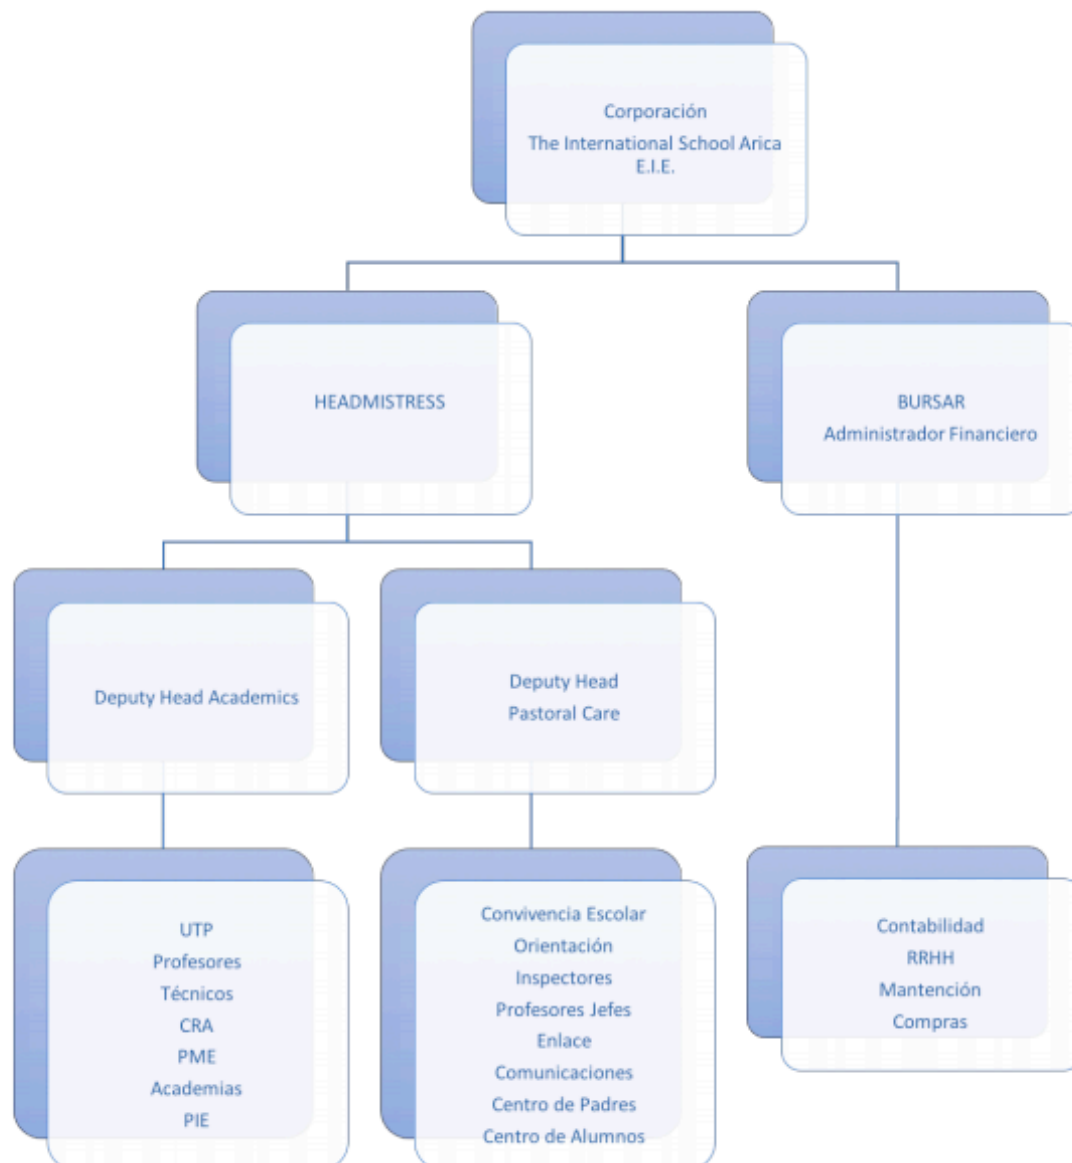 Corporación
The International School Arica
E.I.E.
HEADMISTRESS
BURSAR
Administrador Financiero
Deputy Head Academics
Deputy Head
Pastoral Care
UTP
Profesores
Técnicos
CRA
PME
Academias
PIE
Convivencia Escolar
Orientación
Inspectores
Profesores Jefes
Enlace
Comunicaciones
Centro de Padres
Centro de Alumnos
Contabilidad
RRHH
Mantención
Compras